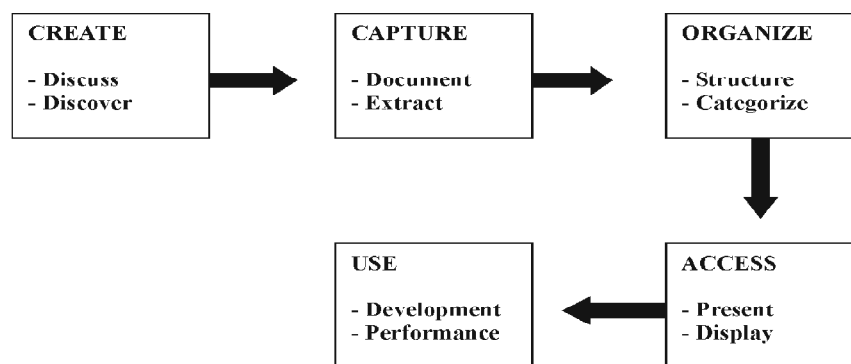 CREATE
- Discuss
- Discover
CAPTURE
- Document
- Extract
ORGANIZE
- Structure
- Categorize
USE
- Development
- Performance
ACCESS
- Present
- Display